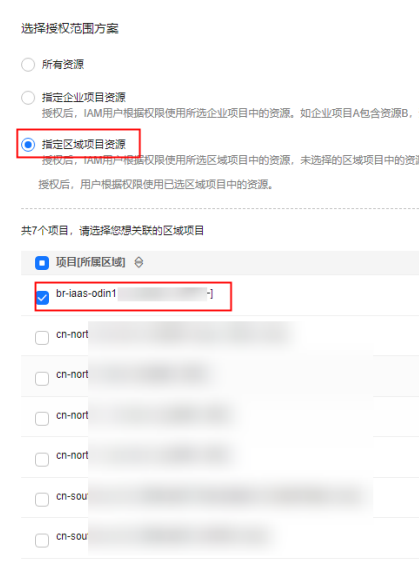 选择授权范围方案
所有资源
指定企业项目资源
授权后，IAM用户根据权限使用所选企业项目中的资源。如企业项目A包含资源B，
指定区域项目资源
授权后，IAM用户根据权限使用所选区域项目中的资源，未选择的区域项目中的资
授权后，用户根据权限使用已选区域项目中的资源。
共7个项目，请选择您想关联的区域项目
项目[所属区域]
br-iaas-odin1 -]
cn-nort
cn-nort
cn-nort
cn-nort
cn-sou
cn-sou